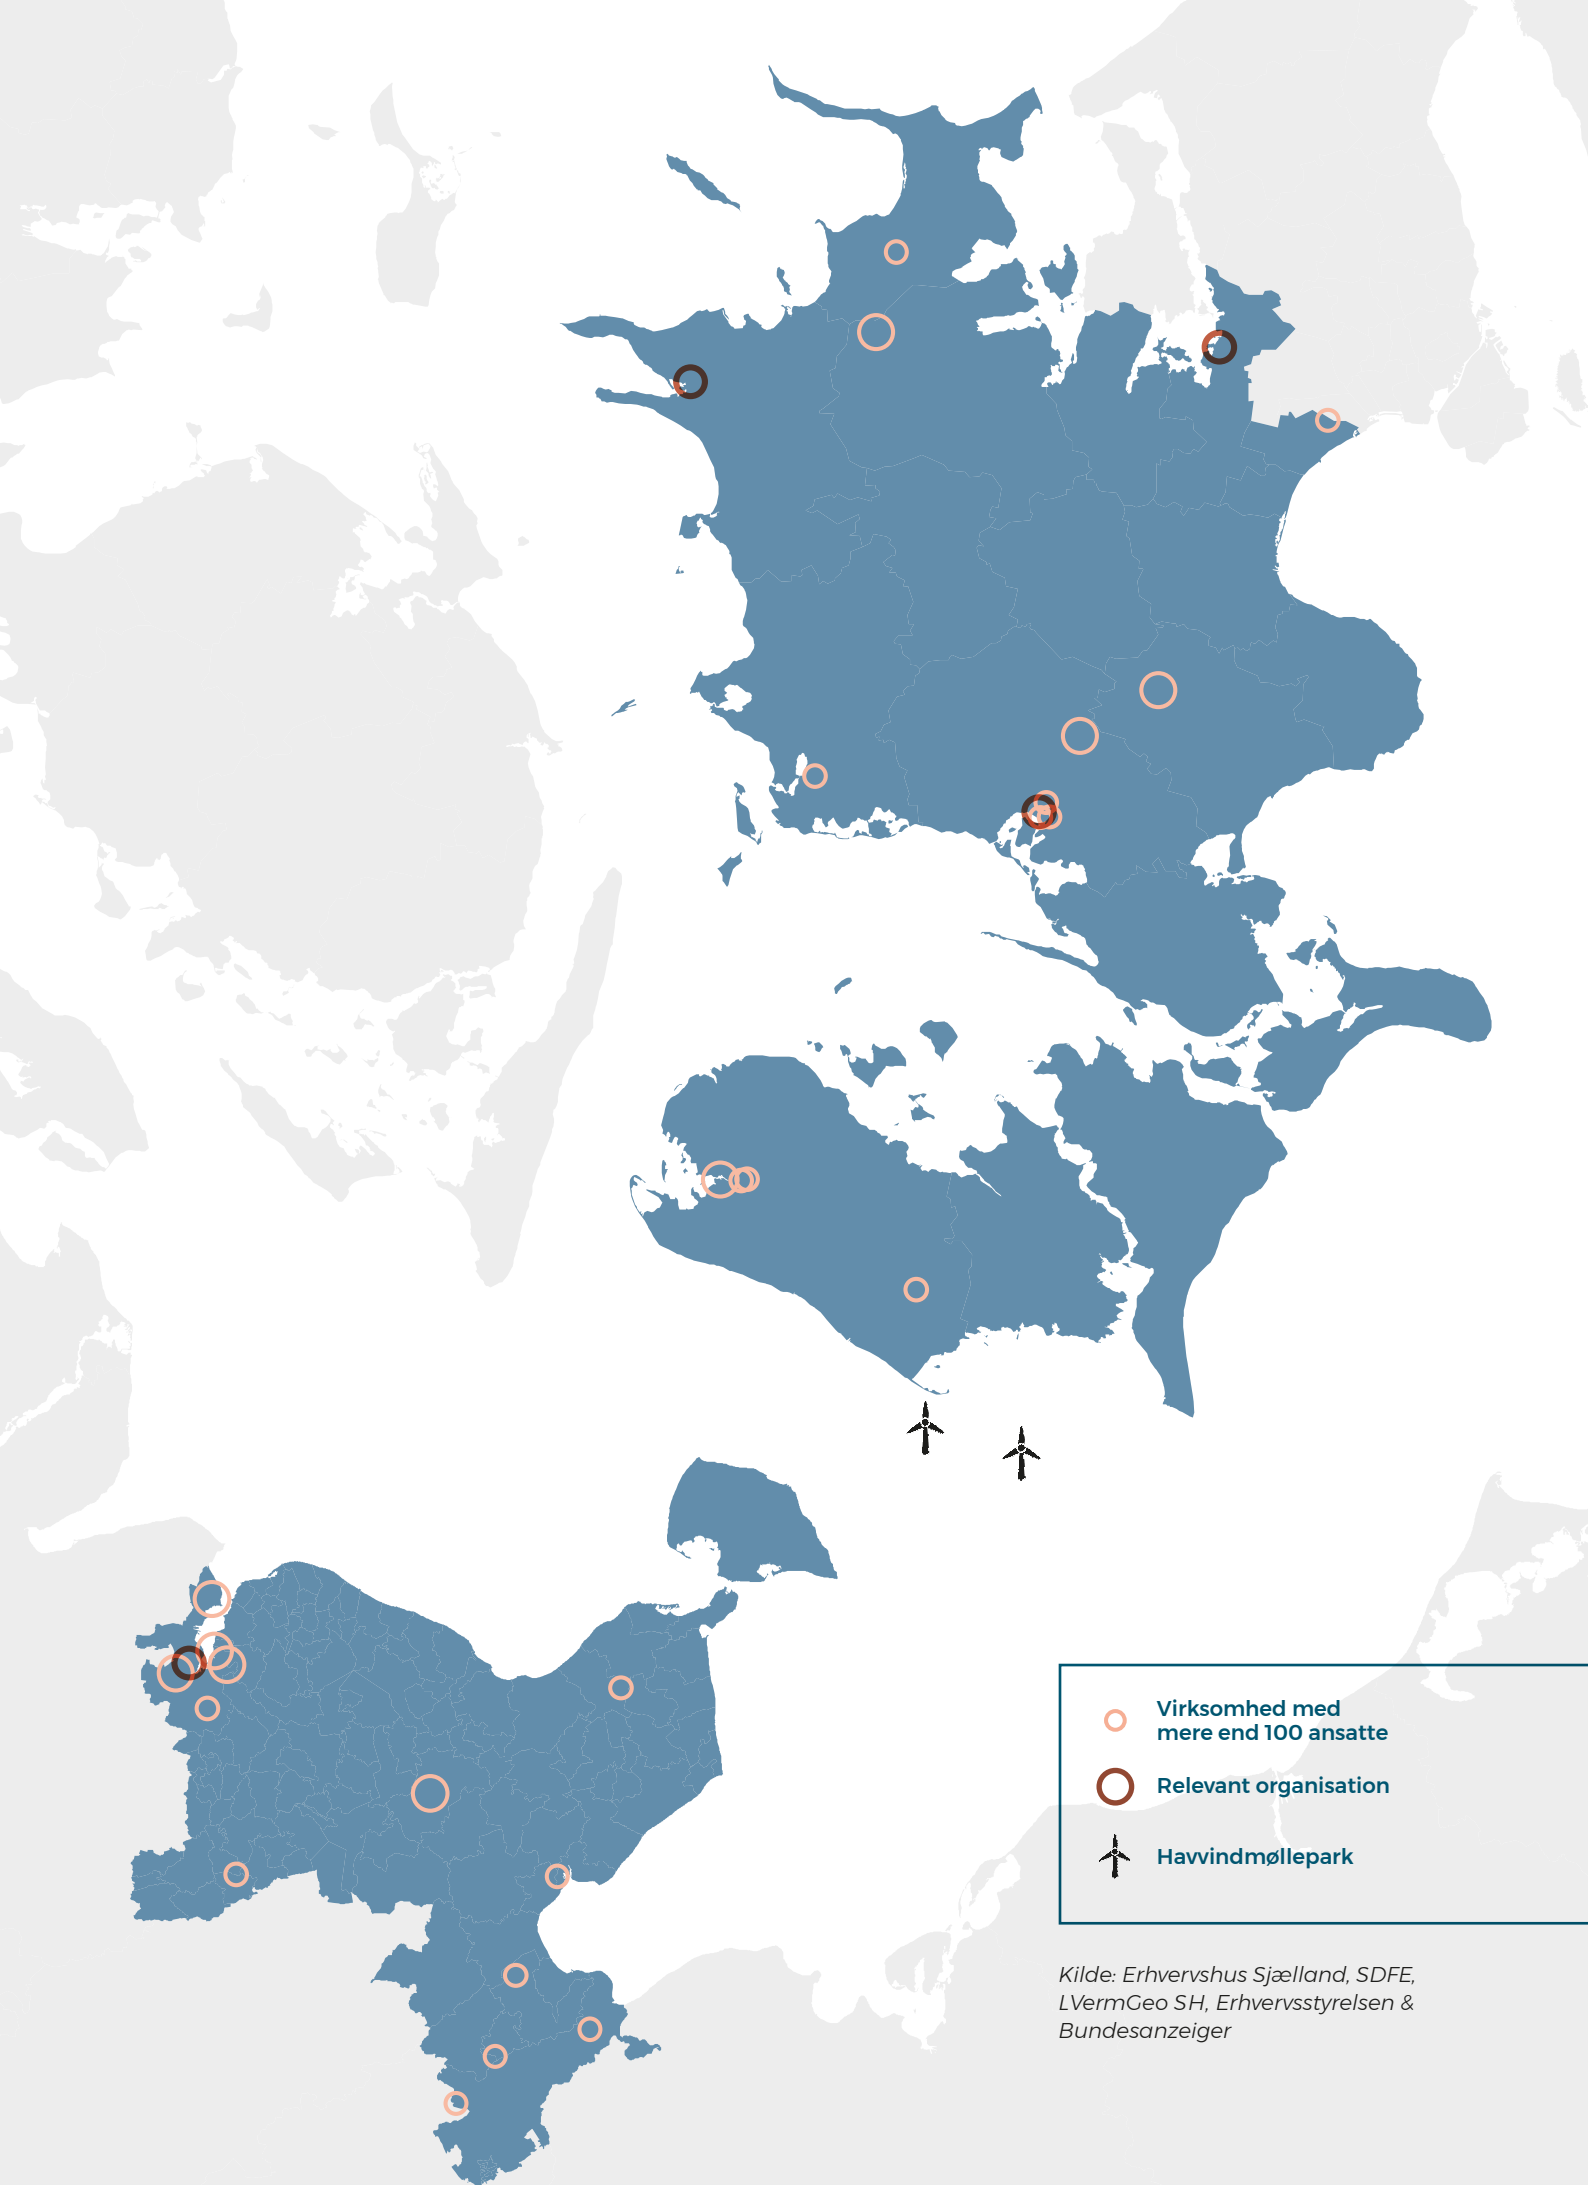 Virksomhed med
mere end 100 ansatte
Relevant organisation
Havvindmøllepark
Kilde: Erhvervshus Sjælland, SDFE,
LVermGeo SH, Erhvervsstyrelsen &
Bundesanzeiger